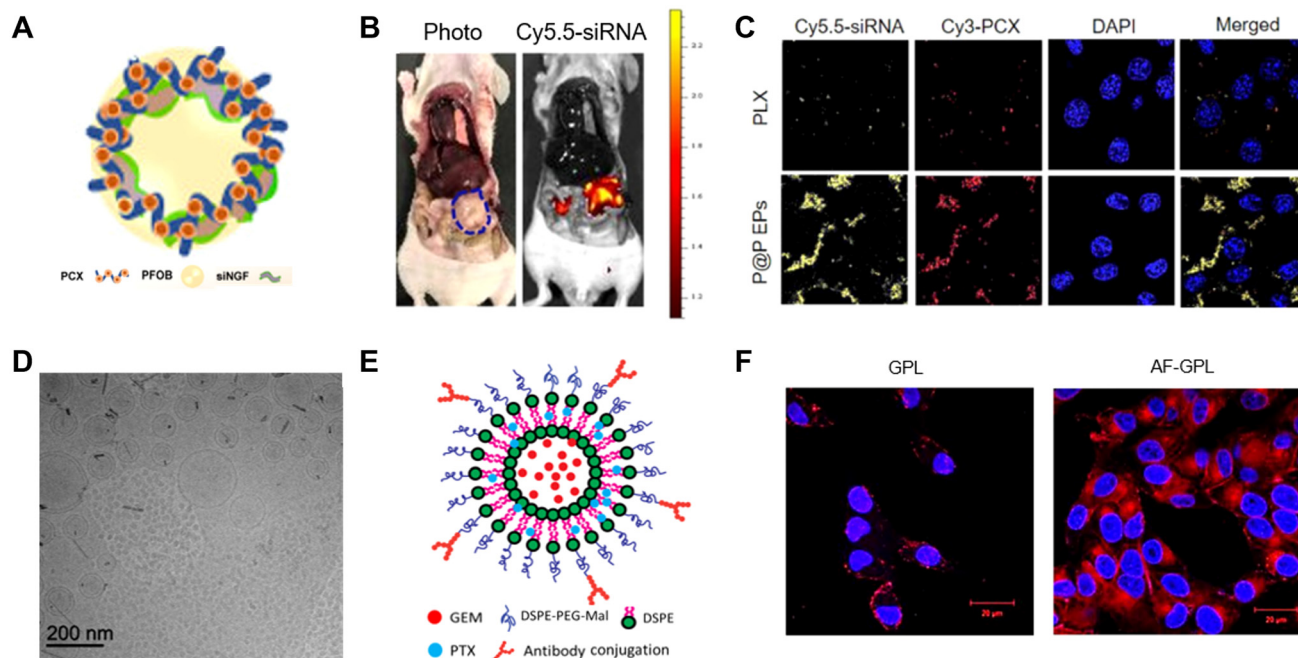 A
PCX PFOB siNGF
B
Photo Cy5.5-siRNA
2.2
2.0
1.8
1.6
1.4
1.2
C
Cy5.5-siRNA Cy3-PCX DAPI Merged
PLX
P@P EPs
D
200 nm
E
GEM DSPE-PEG-Mal DSPE
PTX Antibody conjugation
F
GPL AF-GPL
20 µm
20 µm